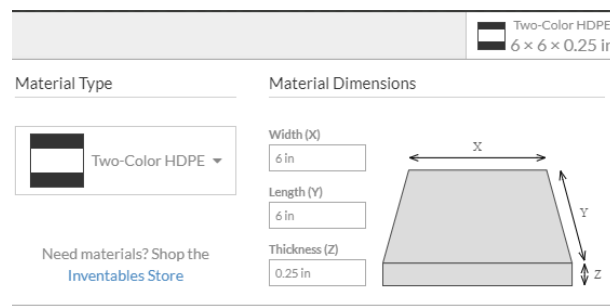 Two-Color HDPE
6 × 6 × 0.25 in
Material Type
Material Dimensions
Two-Color HDPE
Need materials? Shop the
Inventables Store
Width (X)
6 in
Length (Y)
6 in
Thickness (Z)
0.25 in
X
Y
Z